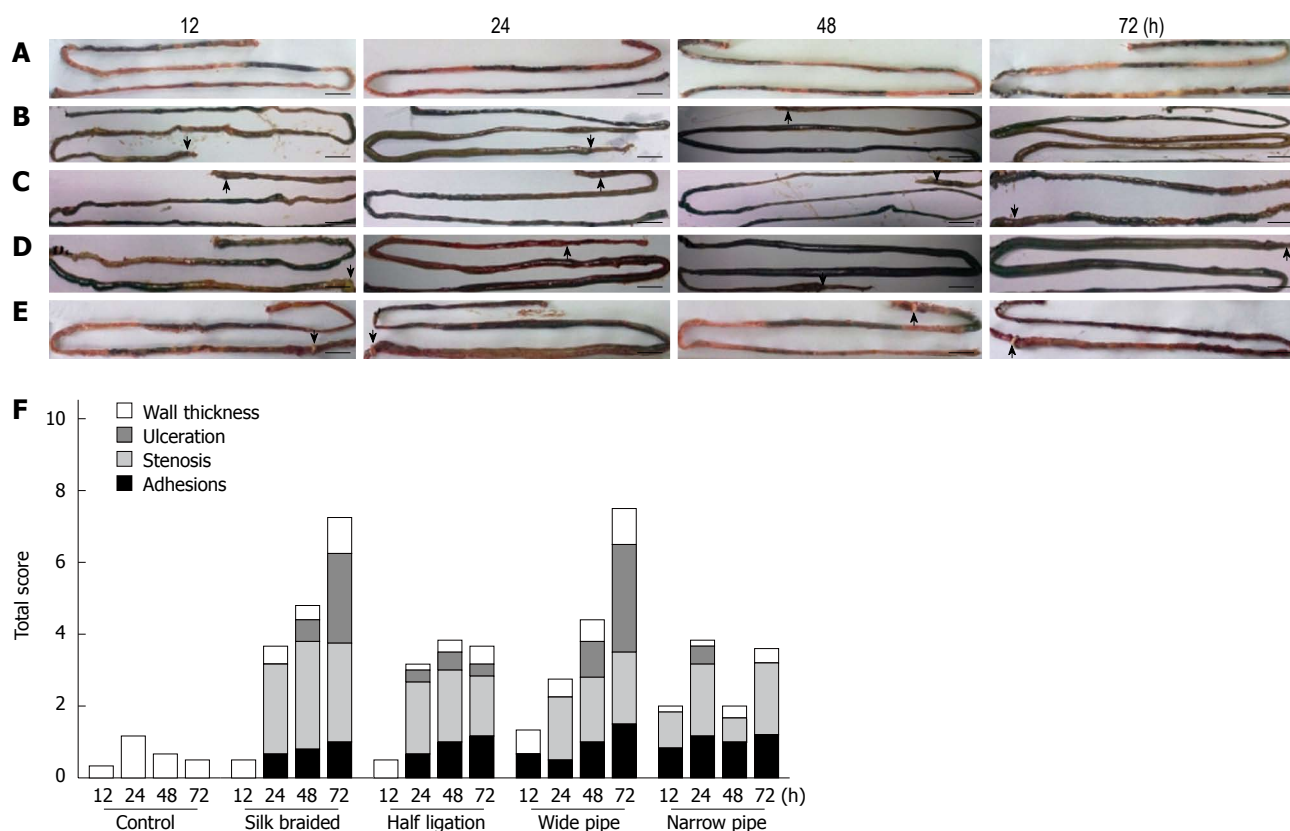 12 24 48 72 (h)
A
B
C
D
E
F
10
8
6
4
2
0
Total score
Wall thickness
Ulceration
Stenosis
Adhesions
12 24 48 72 12 24 48 72 12 24 48 72 12 24 48 72 12 24 48 72 (h)
Control Silk braided Half ligation Wide pipe Narrow pipe